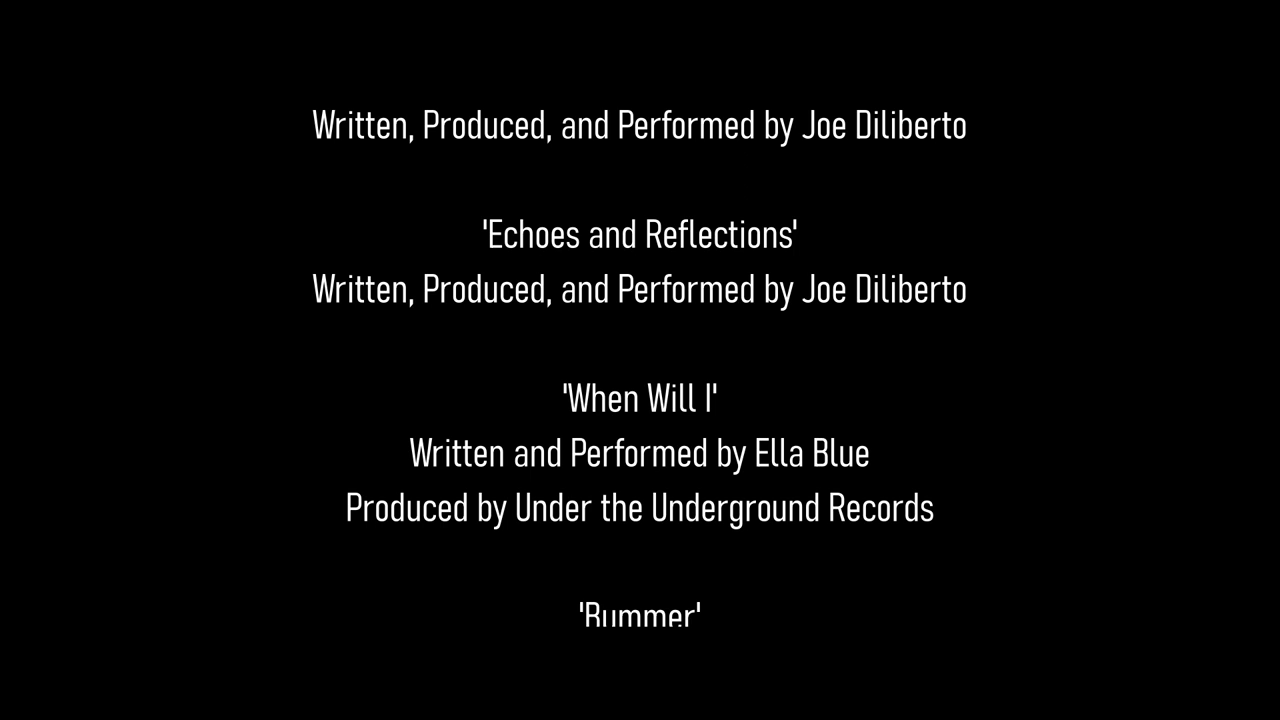 Written, Produced, and Performed by Joe Diliberto
'Echoes and Reflections'
Written, Produced, and Performed by Joe Diliberto
'When Will I'
Written and Performed by Ella Blue
Produced by Under the Underground Records